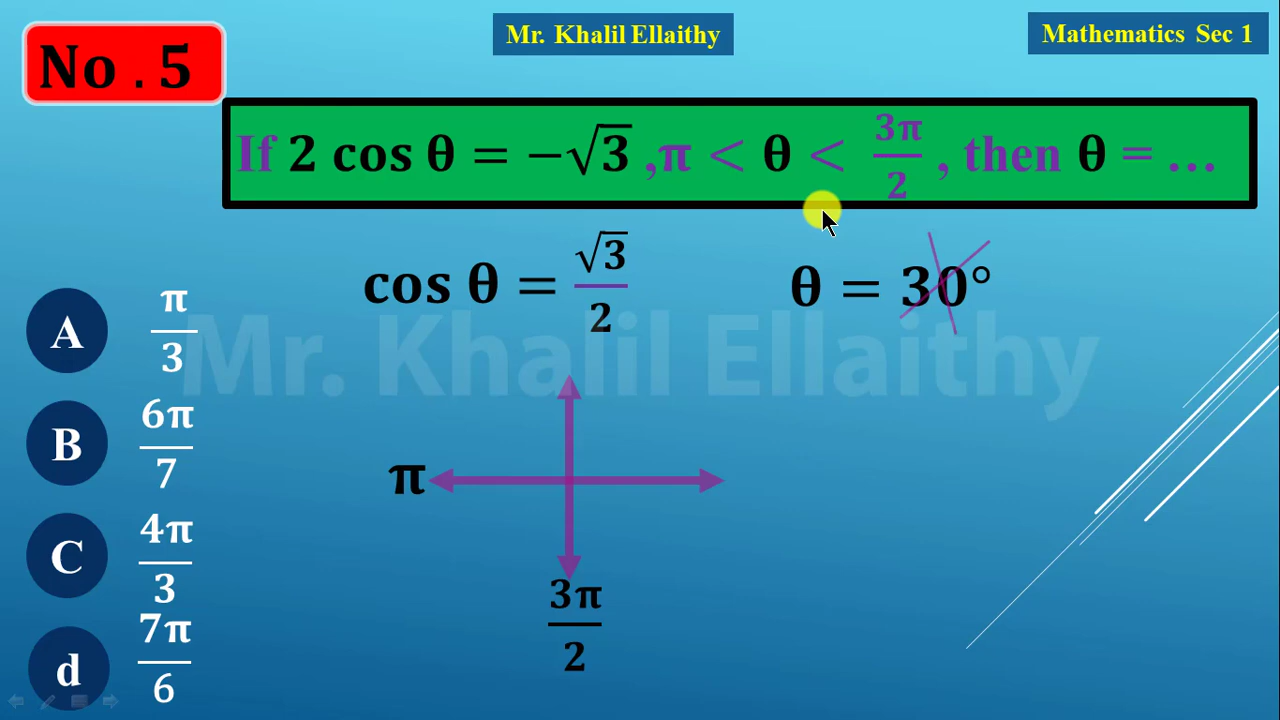 No . 5
Mr. Khalil Ellaithy
Mathematics Sec 1
If 2 cos θ = −√3 ,π < θ < 3π/2 , then θ = ...
cos θ = √3/2
θ = 30°
A π/3
B 6π/7
C 4π/3
d 7π/6
Mr. Khalil Ellaithy
π
3π/2